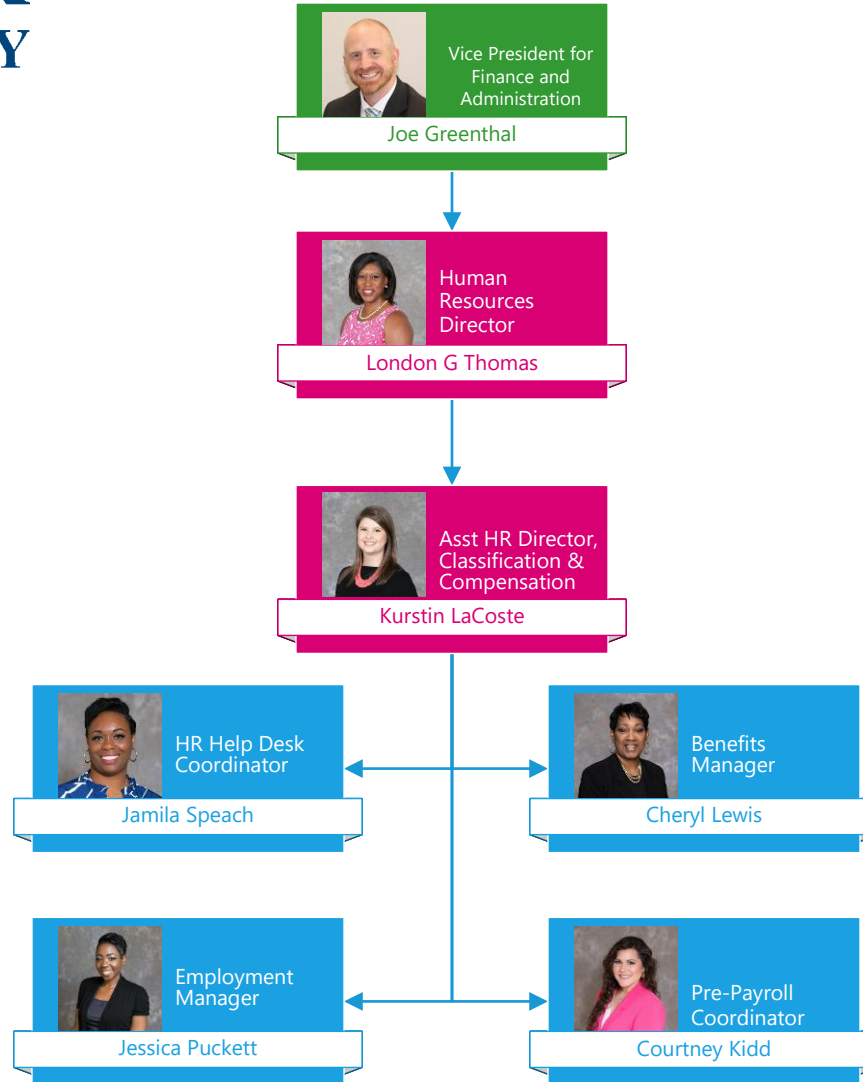 Y
Vice President for
Finance and
Administration
Joe Greenthal
Human
Resources
Director
London G Thomas
Asst HR Director,
Classification &
Compensation
Kurstin LaCoste
HR Help Desk
Coordinator
Jamila Speach
Benefits
Manager
Cheryl Lewis
Employment
Manager
Jessica Puckett
Pre-Payroll
Coordinator
Courtney Kidd